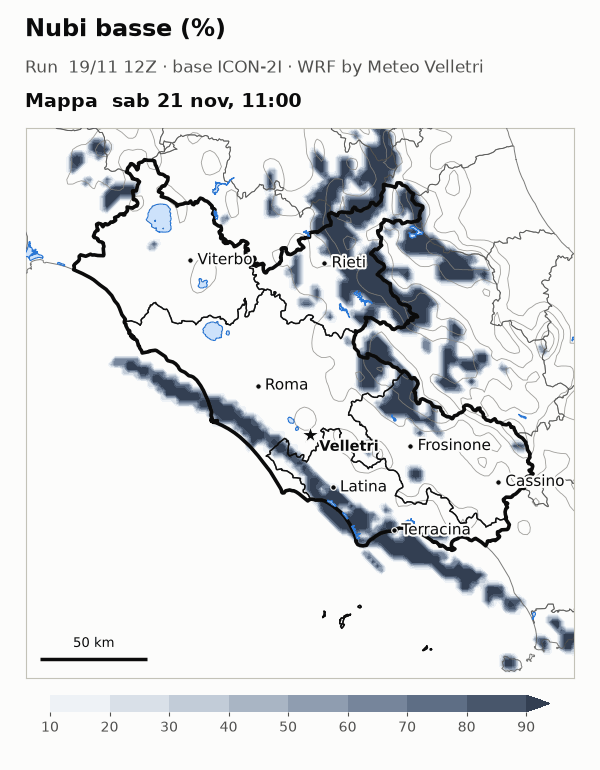 Nubi basse (%)
Run  19/11 12Z · base ICON-2I · WRF by Meteo Velletri
Mappa  sab 21 nov, 11:00
Viterbo
Rieti
Roma
Velletri
Frosinone
Cassino
Latina
Terracina
50 km
10 20 30 40 50 60 70 80 90